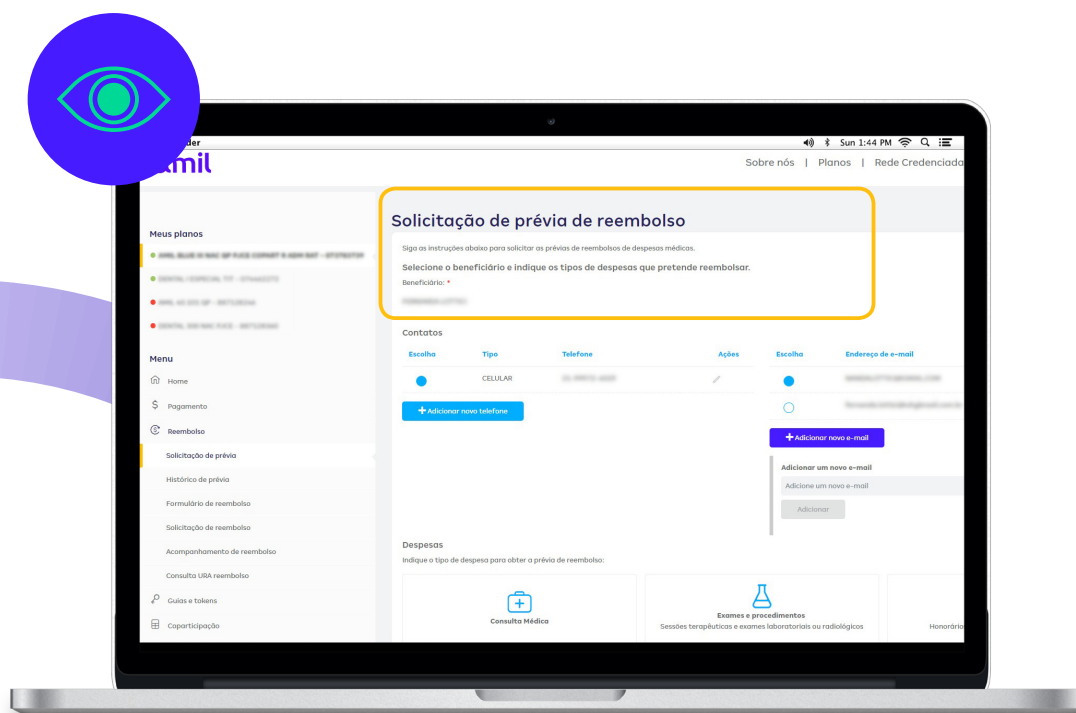 der
mil
Sun 1:44 PM
Sobre nós | Planos | Rede Credenciada
Meus planos
Menu
Home
Pagamento
Reembolso
Solicitação de prévia
Histórico de prévia
Formulário de reembolso
Solicitação de reembolso
Acompanhamento de reembolso
Consulta URA reembolso
Guias e tokens
Coparticipação
Solicitação de prévia de reembolso
Siga as instruções abaixo para solicitar as prévias de reembolsos de despesas médicas.
Selecione o beneficiário e indique os tipos de despesas que pretende reembolsar.
Beneficiário: *
Contatos
Escolha Tipo Telefone Ações
CELULAR
+ Adicionar novo telefone
Escolha Endereço de e-mail
+ Adicionar novo e-mail
Adicionar um novo e-mail
Adicione um novo e-mail
Adicionar
Despesas
Indique o tipo de despesa para obter a prévia de reembolso:
Consulta Médica
Exames e procedimentos
Sessões terapêuticas e exames laboratoriais ou radiológicos
Honorário